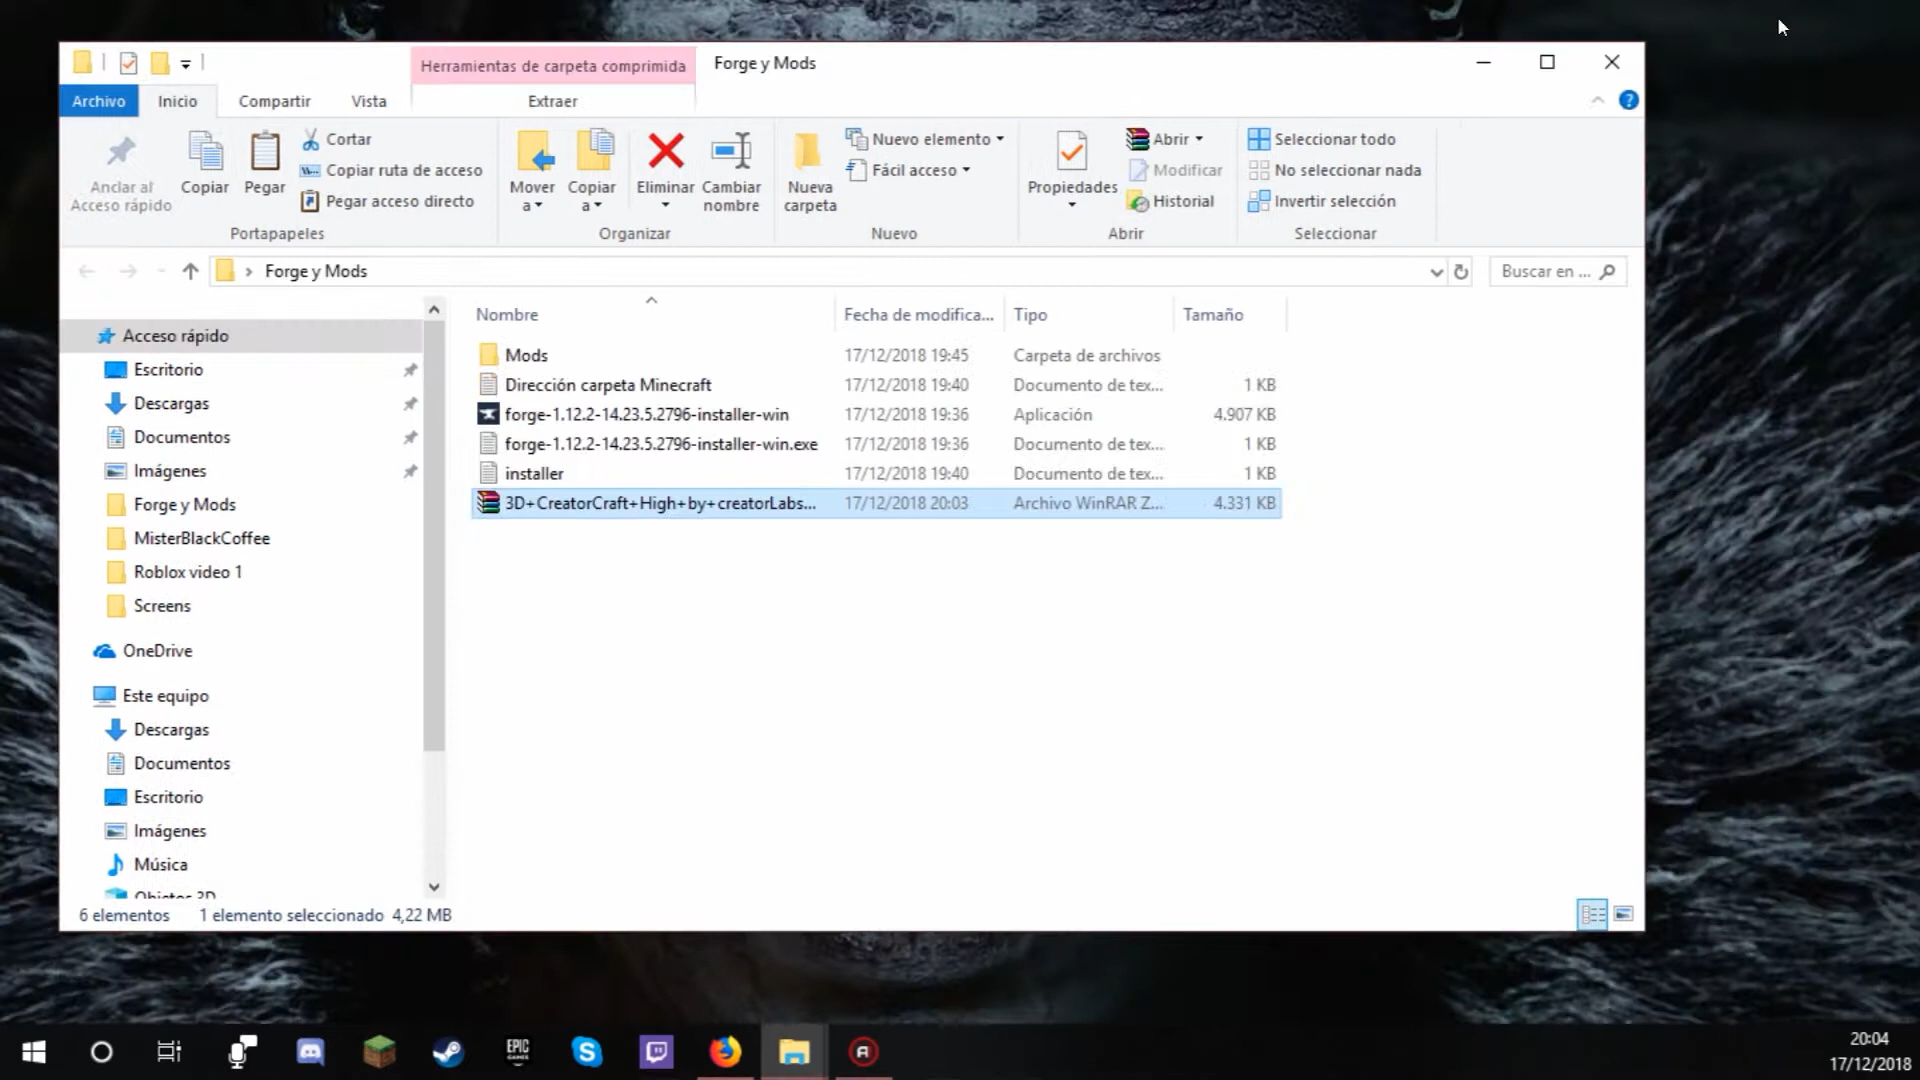 Herramientas de carpeta comprimida
Forge y Mods
Archivo
Inicio
Compartir
Vista
Extraer
Anclar al
Acceso rápido
Copiar
Pegar
Cortar
Copiar ruta de acceso
Pegar acceso directo
Portapapeles
Mover
a
Copiar
a
Eliminar
Cambiar
nombre
Organizar
Nueva
carpeta
Nuevo elemento
Fácil acceso
Nuevo
Propiedades
Abrir
Modificar
Historial
Abrir
Seleccionar todo
No seleccionar nada
Invertir selección
Seleccionar
Forge y Mods
Buscar en ...
Nombre
Fecha de modifica...
Tipo
Tamaño
Mods 17/12/2018 19:45 Carpeta de archivos
Dirección carpeta Minecraft 17/12/2018 19:40 Documento de tex... 1 KB
forge-1.12.2-14.23.5.2796-installer-win 17/12/2018 19:36 Aplicación 4.907 KB
forge-1.12.2-14.23.5.2796-installer-win.exe 17/12/2018 19:36 Documento de tex... 1 KB
installer 17/12/2018 19:40 Documento de tex... 1 KB
3D+CreatorCraft+High+by+creatorLabs... 17/12/2018 20:03 Archivo WinRAR Z... 4.331 KB
Acceso rápido
Escritorio
Descargas
Documentos
Imágenes
Forge y Mods
MisterBlackCoffee
Roblox video 1
Screens
OneDrive
Este equipo
Descargas
Documentos
Escritorio
Imágenes
Música
Objetos 3D
6 elementos
1 elemento seleccionado 4,22 MB
EPIC
GAMES
20:04
17/12/2018